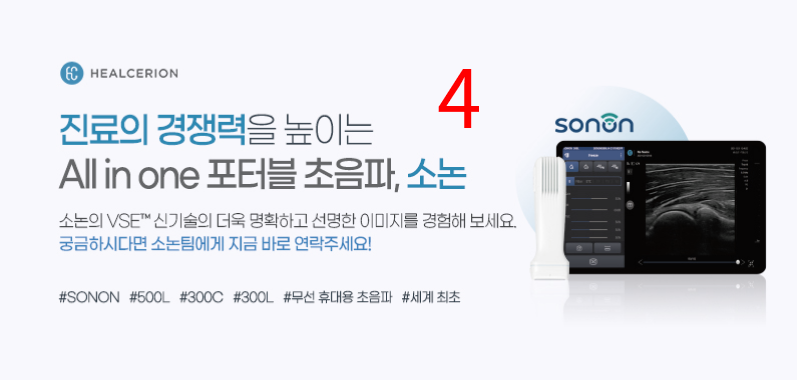 HEALCERION
4
진료의 경쟁력을 높이는
All in one 포터블 초음파, 소논
sonon
소논의 VSE™ 신기술의 더욱 명확하고 선명한 이미지를 경험해 보세요.
궁금하시다면 소논팀에게 지금 바로 연락주세요!
#SONON #500L #300C #300L #무선 휴대용 초음파 #세계 최초